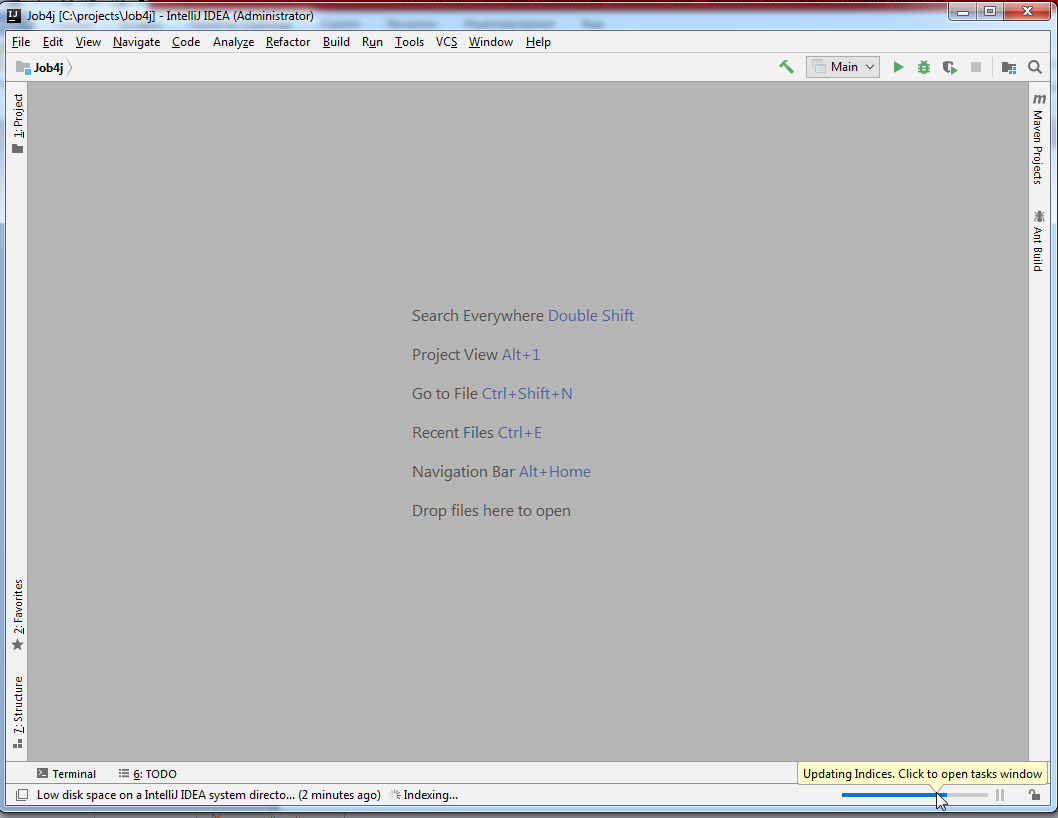 Job4j [C:\projects\Job4j] - IntelliJ IDEA (Administrator)
File Edit View Navigate Code Analyze Refactor Build Run Tools VCS Window Help
Job4j
Main
1: Project
Maven Projects
Ant Build
Search Everywhere Double Shift
Project View Alt+1
Go to File Ctrl+Shift+N
Recent Files Ctrl+E
Navigation Bar Alt+Home
Drop files here to open
2: Favorites
7: Structure
Terminal 6: TODO
Updating Indices. Click to open tasks window
Low disk space on a IntelliJ IDEA system directo... (2 minutes ago) Indexing...